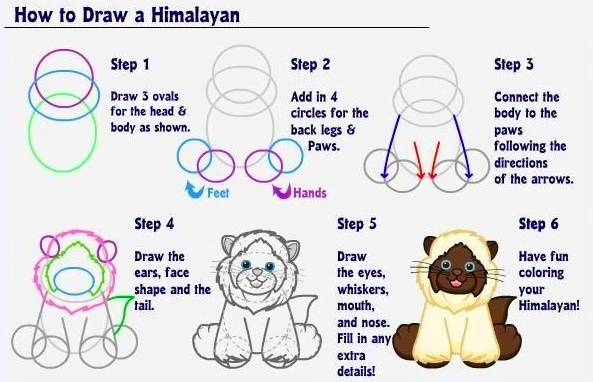 How to Draw a Himalayan
Step 1
Draw 3 ovals
for the head &
body as shown.
Step 2
Add in 4
circles for the
back legs &
Paws.
Feet
Hands
Step 3
Connect the
body to the
paws
following the
directions
of the arrows.
Step 4
Draw the
ears, face
shape and the
tail.
Step 5
Draw
the eyes,
whiskers,
mouth,
and nose.
Fill in any
extra
details!
Step 6
Have fun
coloring
your
Himalayan!